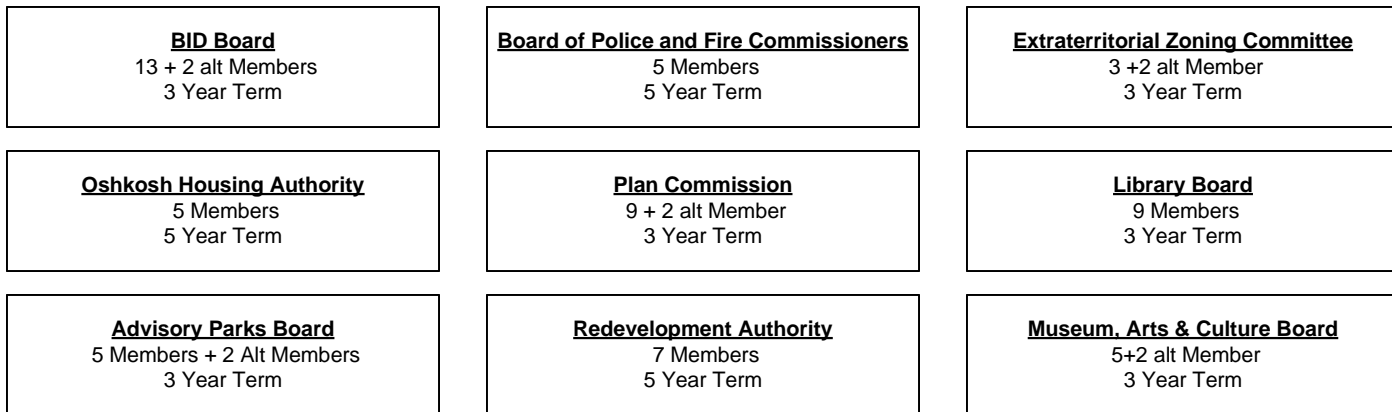 BID Board
13 + 2 alt Members
3 Year Term
Board of Police and Fire Commissioners
5 Members
5 Year Term
Extraterritorial Zoning Committee
3 +2 alt Member
3 Year Term
Oshkosh Housing Authority
5 Members
5 Year Term
Plan Commission
9 + 2 alt Member
3 Year Term
Library Board
9 Members
3 Year Term
Advisory Parks Board
5 Members + 2 Alt Members
3 Year Term
Redevelopment Authority
7 Members
5 Year Term
Museum, Arts & Culture Board
5+2 alt Member
3 Year Term